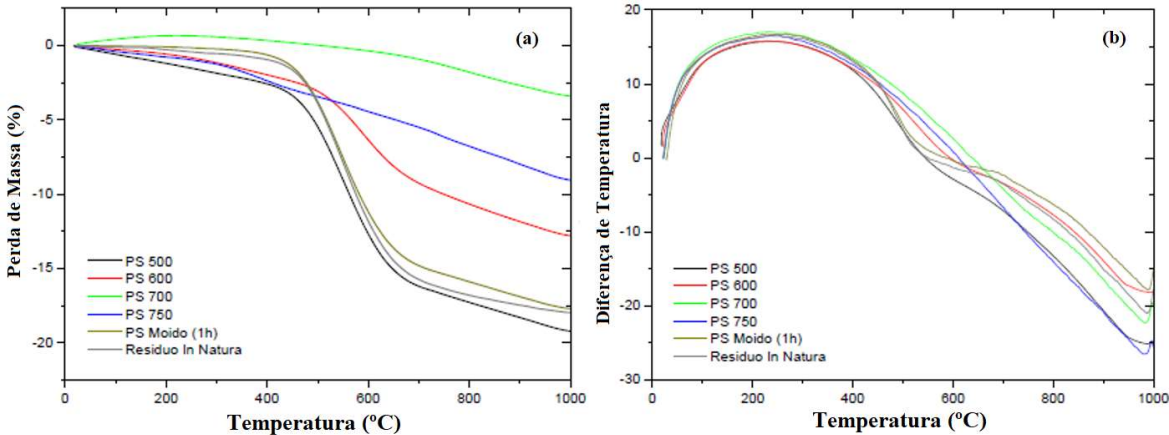 (a)
Perda de Massa (%)
0
-5
-10
-15
-20
PS 500
PS 600
PS 700
PS 750
PS Moido (1h)
Residuo In Natura
0
200
400
600
800
1000
Temperatura (ºC)
(b)
Diferença de Temperatura
20
10
0
-10
-20
-30
PS 500
PS 600
PS 700
PS 750
PS Moido (1h)
Residuo In Natura
0
200
400
600
800
1000
Temperatura (ºC)